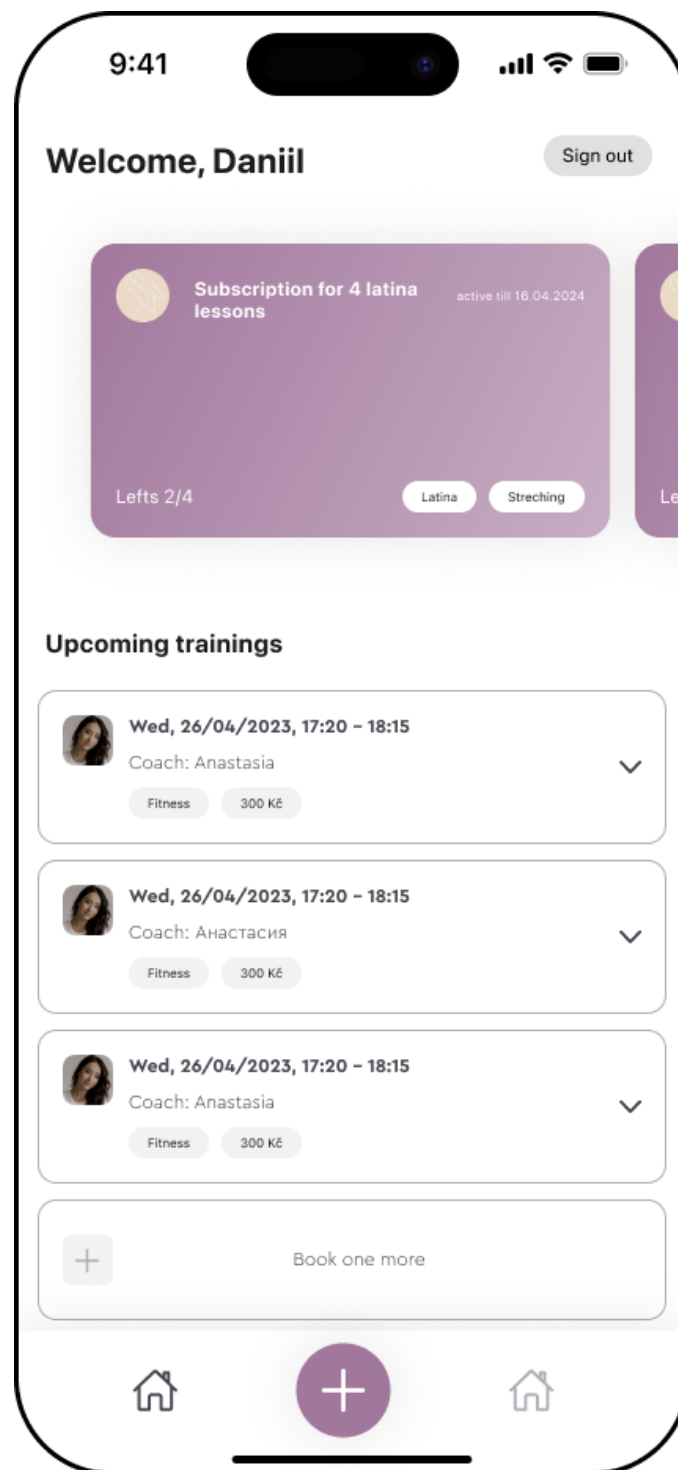 9:41
Welcome, Daniil
Sign out
Subscription for 4 latina
lessons
active till 16.04.2024
Lefts 2/4
Latina
Streching
Le
Upcoming trainings
Wed, 26/04/2023, 17:20 – 18:15
Coach: Anastasia
Fitness
300 Kč
Wed, 26/04/2023, 17:20 – 18:15
Coach: Анастасия
Fitness
300 Kč
Wed, 26/04/2023, 17:20 – 18:15
Coach: Anastasia
Fitness
300 Kč
Book one more